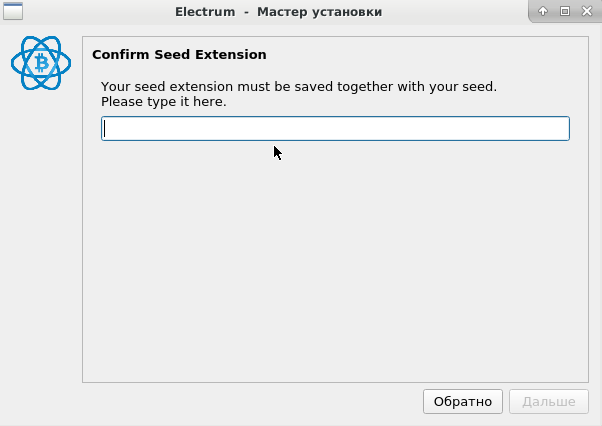 Electrum - Мастер установки
Confirm Seed Extension
Your seed extension must be saved together with your seed.
Please type it here.
Обратно
Дальше